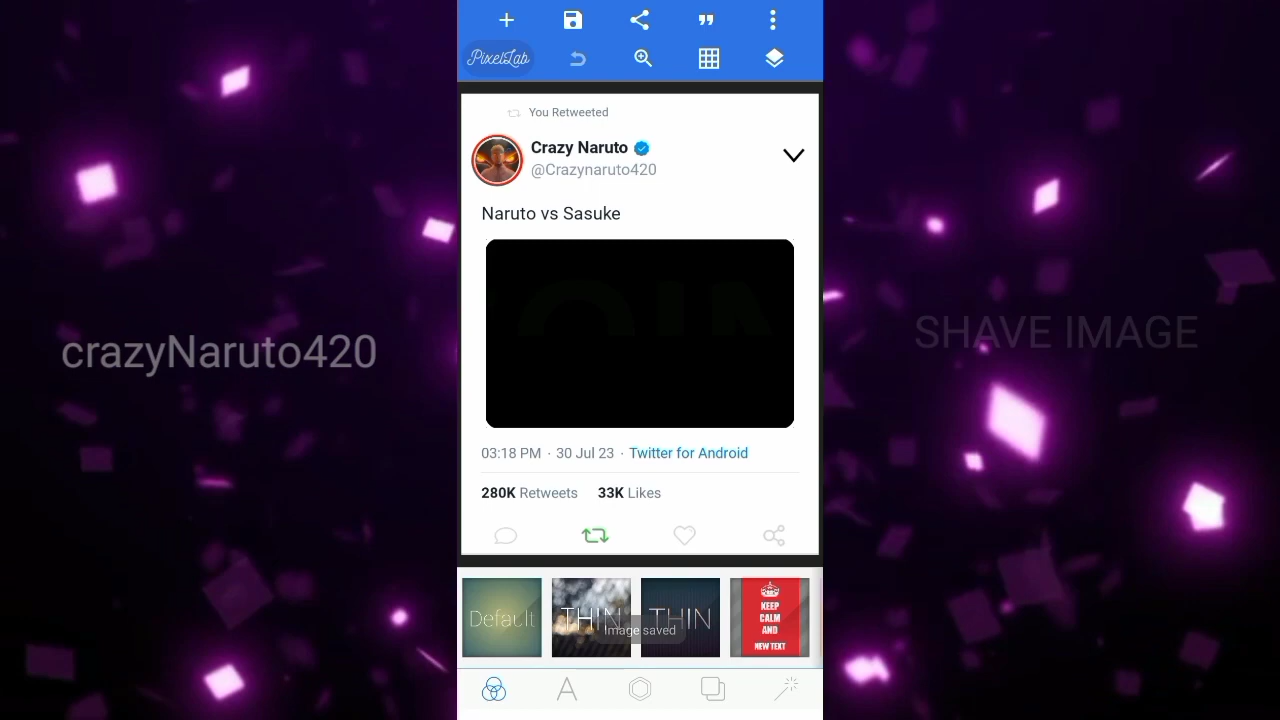 PixelLab
You Retweeted
Crazy Naruto
@Crazynaruto420
Naruto vs Sasuke
03:18 PM · 30 Jul 23 · Twitter for Android
280K Retweets 33K Likes
crazyNaruto420
SHAVE IMAGE
Default
THIN
THIN
KEEP
CALM
AND
NEW TEXT
Image saved